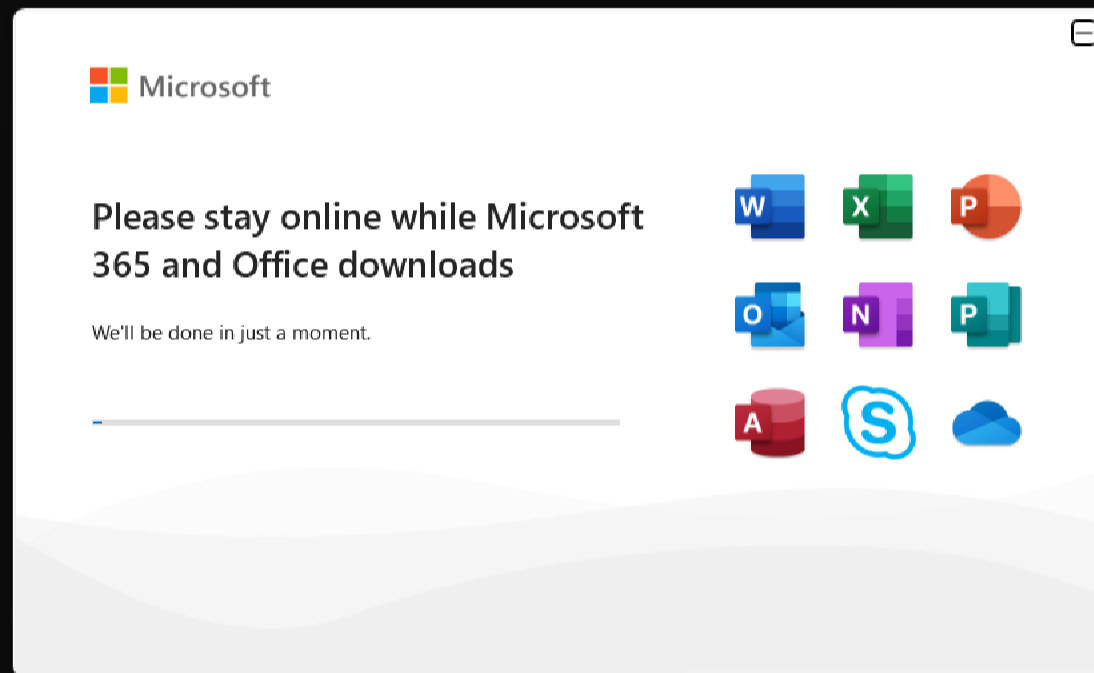 Microsoft
Please stay online while Microsoft
365 and Office downloads
We'll be done in just a moment.
W
X
P
O
N
P
A
S